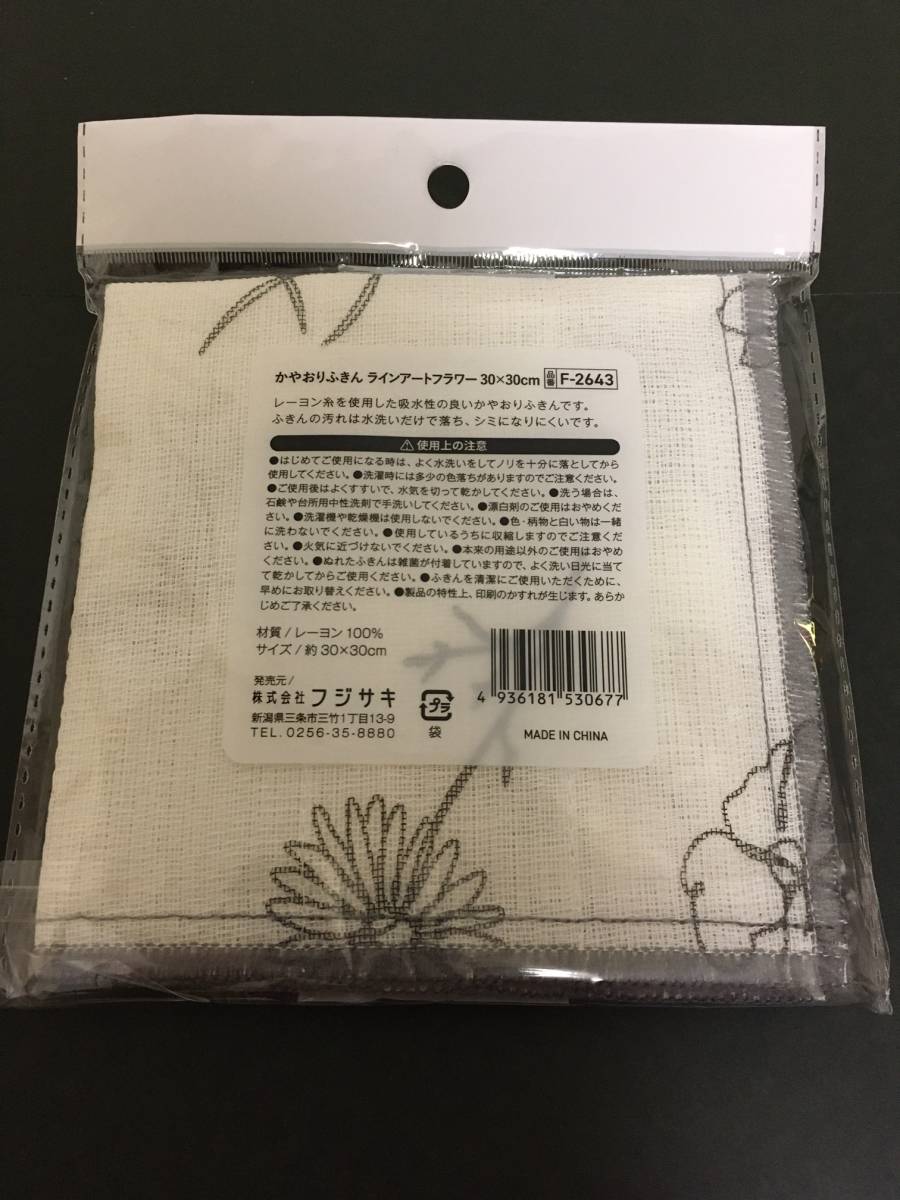 かやおりふきん ラインアートフラワー 30×30cm 品番 F-2643
レーヨン糸を使用した吸水性の良いかやおりふきんです。
ふきんの汚れは水洗いだけで落ち、シミになりにくいです。
⚠使用上の注意
●はじめてご使用になる時は、よく水洗いをしてノリを十分に落としてから
使用してください。●洗濯時には多少の色落ちがありますのでご注意ください。
●ご使用後はよくすすいで、水気を切って乾かしてください。●洗う場合は、
石鹸や台所用中性洗剤で手洗いしてください。●漂白剤のご使用はおやめくだ
さい。●洗濯機や乾燥機は使用しないでください。●色・柄物と白い物は一緒
に洗わないでください。●使用しているうちに収縮しますのでご注意くださ
い。●火気に近づけないでください。●本来の用途以外のご使用はおやめ
ください。●ぬれたふきんは雑菌が付着していますので、よく洗い日光に当て
て乾かしてからご使用ください。●ふきんを清潔にご使用いただくために、
早めにお取り替えください。●製品の特性上、印刷のかすれが生じます。あらか
じめご了承ください。
材質/レーヨン 100%
サイズ/約 30×30cm
発売元/
株式会社 フジサキ
新潟県三条市三竹1丁目13-9
TEL. 0256-35-8880
プラ
袋
4 936181 530677
MADE IN CHINA